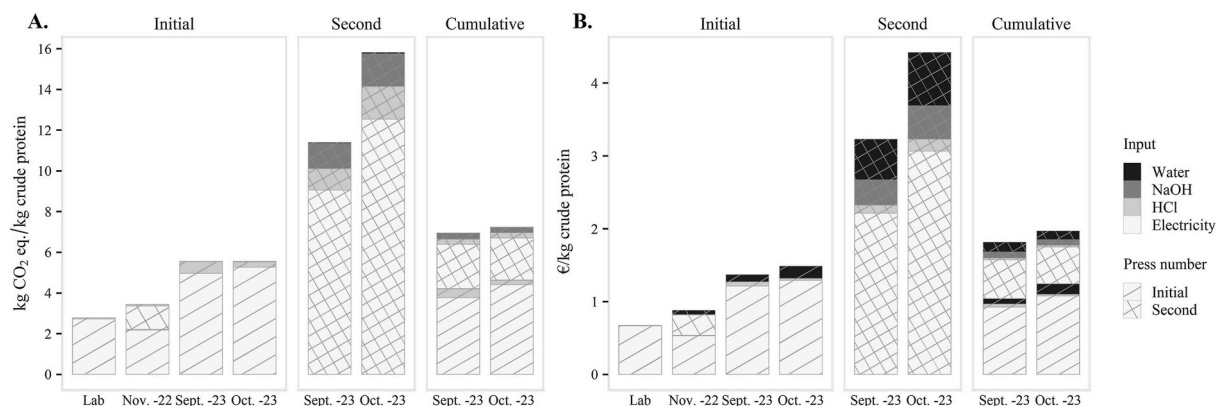 A.
Initial
Second
Cumulative
kg CO₂ eq./kg crude protein
16
14
12
10
8
6
4
2
0
Lab
Nov. -22
Sept. -23
Oct. -23
Sept. -23
Oct. -23
Sept. -23
Oct. -23
B.
Initial
Second
Cumulative
€/kg crude protein
4
3
2
1
0
Lab
Nov. -22
Sept. -23
Oct. -23
Sept. -23
Oct. -23
Sept. -23
Oct. -23
Input
Water
NaOH
HCl
Electricity
Press number
Initial
Second